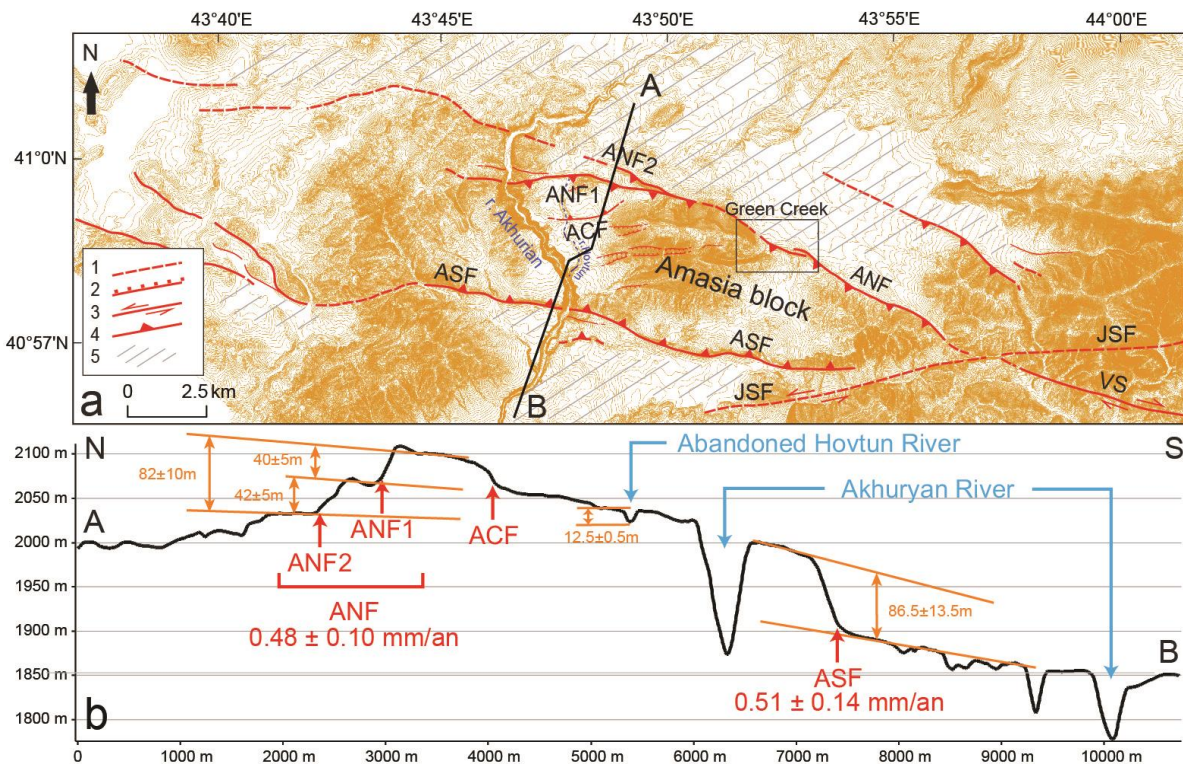 43°40'E
43°45'E
43°50'E
43°55'E
44°00'E
N
A
41°0'N
ANF2
ANF1
Green Creek
r. Akhurian
ACF
ASF
Amasia block
ANF
1
2
3
4
5
40°57'N
ASF
JSF
JSF
VS
0 2.5 km
a
B
2100 m
N
Abandoned Hovtun River
S
40±5m
82±10m
2050 m
42±5m
Akhuryan River
A
ANF1
ACF
12.5±0.5m
2000 m
ANF2
1950 m
86.5±13.5m
ANF
1900 m
0.48 ± 0.10 mm/an
B
ASF
1850 m
0.51 ± 0.14 mm/an
1800 m
b
0
1000 m
2000 m
3000 m
4000 m
5000 m
6000 m
7000 m
8000 m
9000 m
10000 m